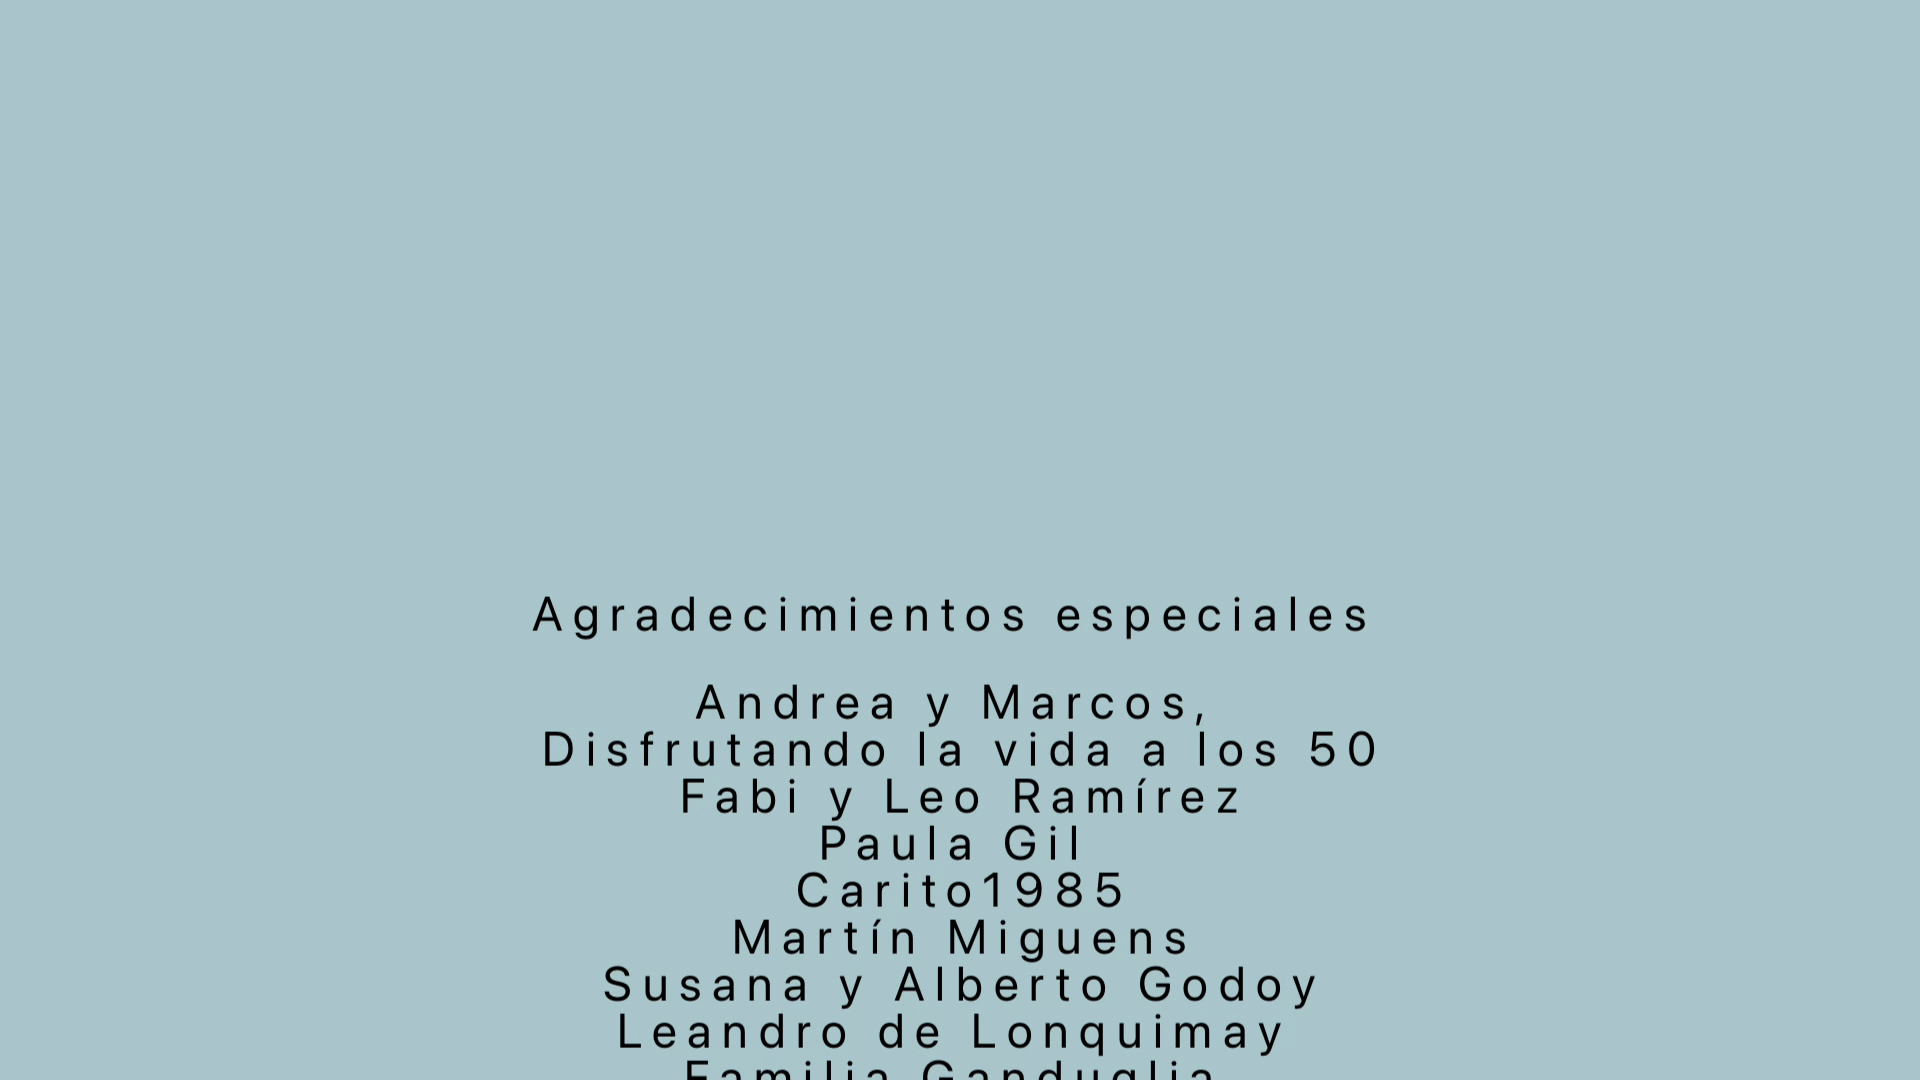 Agradecimientos especiales
Andrea y Marcos,
Disfrutando la vida a los 50
Fabi y Leo Ramírez
Paula Gil
Carito1985
Martín Miguens
Susana y Alberto Godoy
Leandro de Lonquimay
Familia Ganduglia